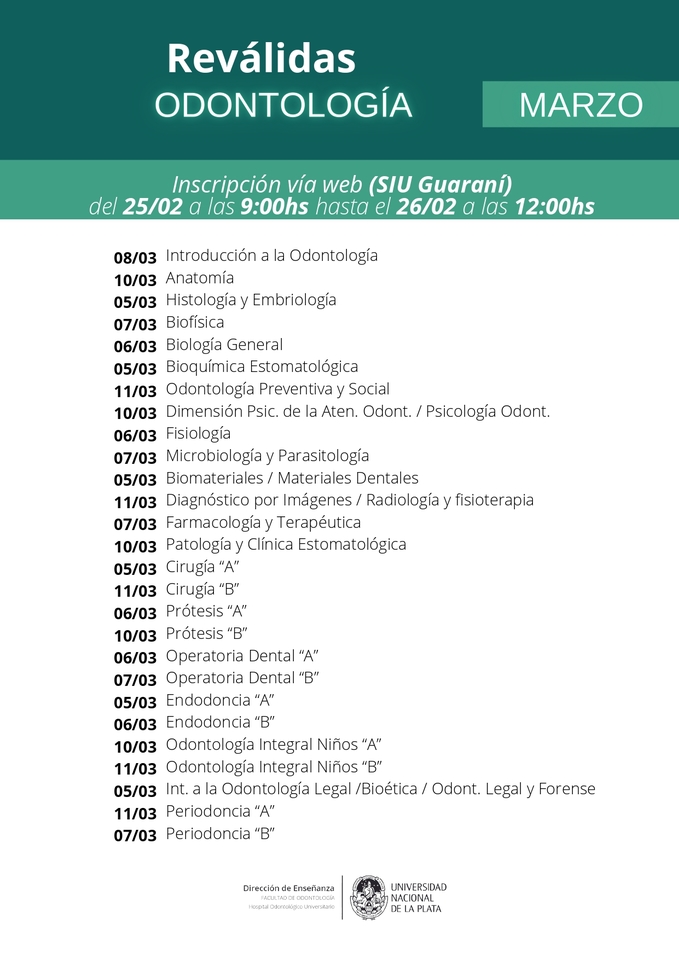 Reválidas
ODONTOLOGÍA
MARZO
Inscripción vía web (SIU Guaraní)
del 25/02 a las 9:00hs hasta el 26/02 a las 12:00hs
08/03 Introducción a la Odontología
10/03 Anatomía
05/03 Histología y Embriología
07/03 Biofísica
06/03 Biología General
05/03 Bioquímica Estomatológica
11/03 Odontología Preventiva y Social
10/03 Dimensión Psic. de la Aten. Odont. / Psicología Odont.
06/03 Fisiología
07/03 Microbiología y Parasitología
05/03 Biomateriales / Materiales Dentales
11/03 Diagnóstico por Imágenes / Radiología y fisioterapia
07/03 Farmacología y Terapéutica
10/03 Patología y Clínica Estomatológica
05/03 Cirugía “A”
11/03 Cirugía “B”
06/03 Prótesis “A”
10/03 Prótesis “B”
06/03 Operatoria Dental “A”
07/03 Operatoria Dental “B”
05/03 Endodoncia “A”
06/03 Endodoncia “B”
10/03 Odontología Integral Niños “A”
11/03 Odontología Integral Niños “B”
05/03 Int. a la Odontología Legal /Bioética / Odont. Legal y Forense
11/03 Periodoncia “A”
07/03 Periodoncia “B”
Dirección de Enseñanza
FACULTAD DE ODONTOLOGÍA
Hospital Odontológico Universitario
UNIVERSIDAD
NACIONAL
DE LA PLATA